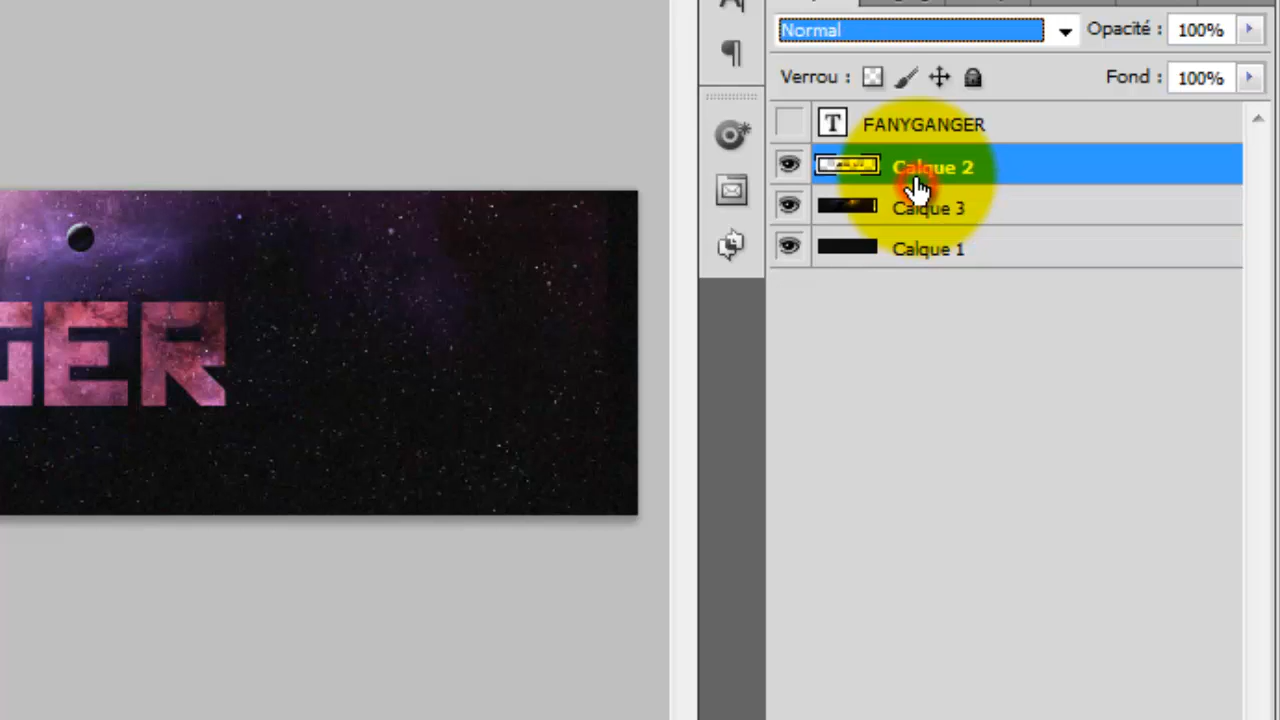 Normal
Opacité : 100%
Verrou : Fond : 100%
T FANYGANGER
Calque 2
Calque 3
Calque 1
GER